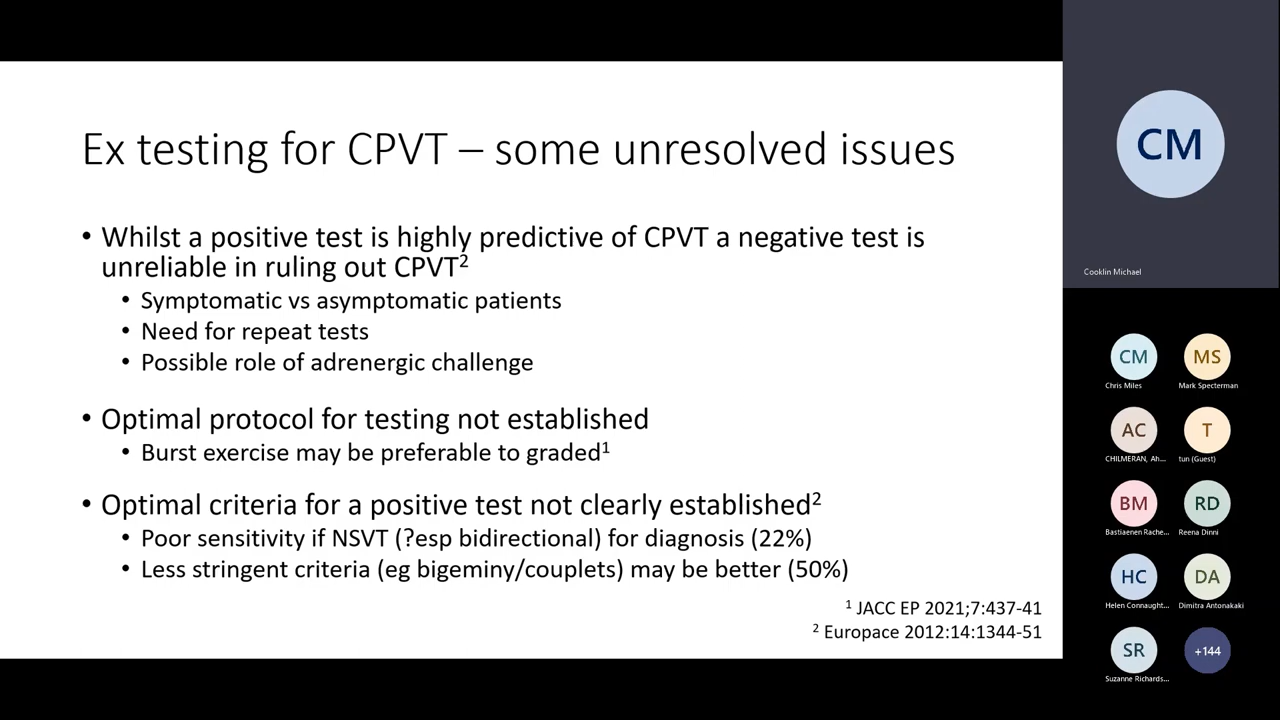 Ex testing for CPVT – some unresolved issues
• Whilst a positive test is highly predictive of CPVT a negative test is
unreliable in ruling out CPVT²
• Symptomatic vs asymptomatic patients
• Need for repeat tests
• Possible role of adrenergic challenge
• Optimal protocol for testing not established
• Burst exercise may be preferable to graded¹
• Optimal criteria for a positive test not clearly established²
• Poor sensitivity if NSVT (?esp bidirectional) for diagnosis (22%)
• Less stringent criteria (eg bigeminy/couplets) may be better (50%)
¹ JACC EP 2021;7:437-41
² Europace 2012:14:1344-51
CM
Cooklin Michael
CM
Chris Miles
MS
Mark Specterman
AC
CHILMERAN, Ah...
T
tun (Guest)
BM
Bastiaenen Rache...
RD
Reena Dinni
HC
Helen Connaught...
DA
Dimitra Antonakaki
SR
Suzanne Richards...
+144